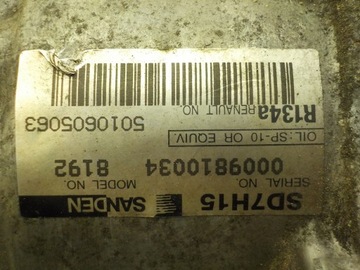 SANDEN
SD7H15
MODEL NO.
8192
SERIAL NO.
0009810034
OIL: SP-10 OR EQUIV.
R134a
RENAULT NO.
5010605063